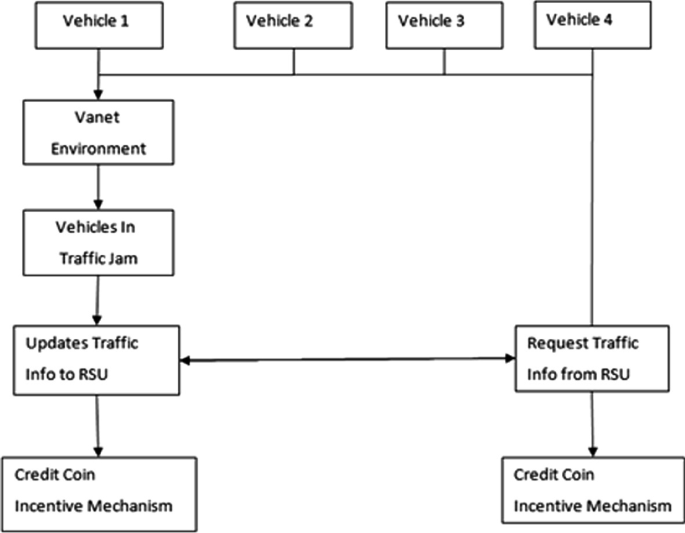 Vehicle 1
Vehicle 2
Vehicle 3
Vehicle 4
Vanet
Environment
Vehicles In
Traffic Jam
Updates Traffic
Info to RSU
Request Traffic
Info from RSU
Credit Coin
Incentive Mechanism
Credit Coin
Incentive Mechanism